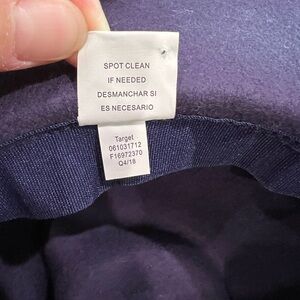 SPOT CLEAN
IF NEEDED
DESMANCHAR SI
ES NECESARIO
Target
061031712
F16972370
Q4/18